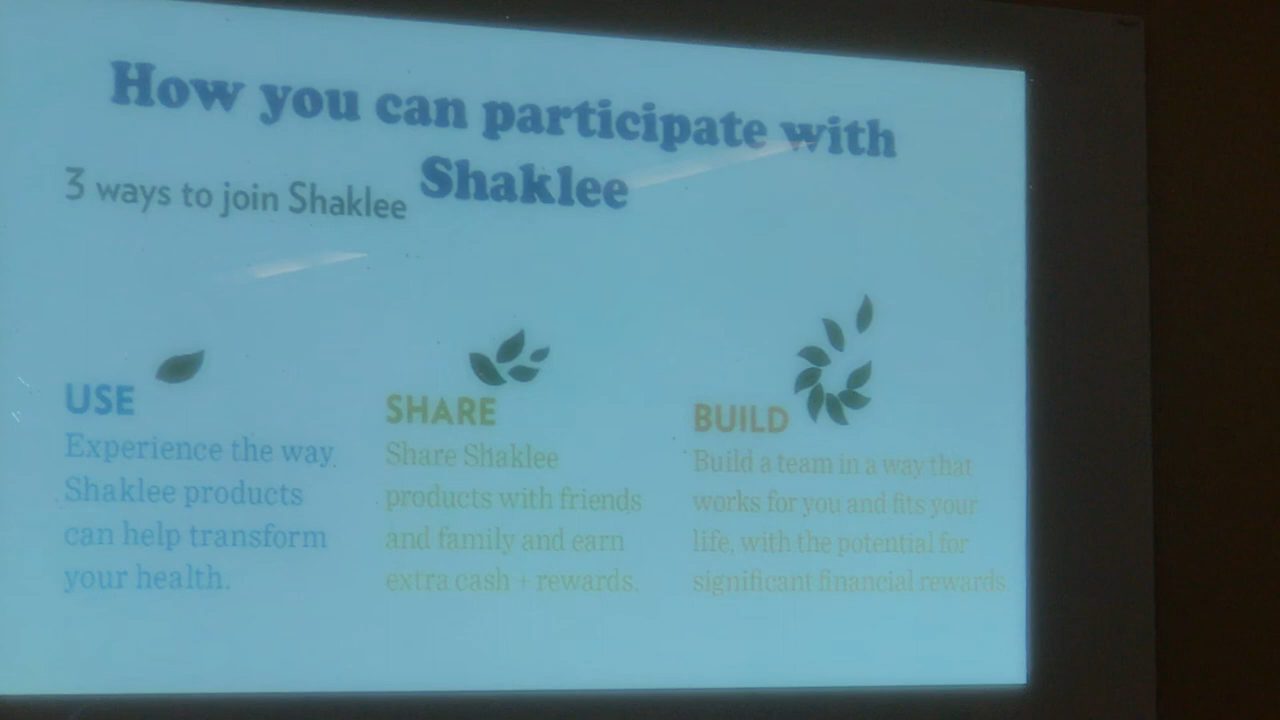 How you can participate with
Shaklee
3 ways to join Shaklee
USE
Experience the way
Shaklee products
can help transform
your health.
SHARE
Share Shaklee
products with friends
and family and earn
extra cash + rewards.
BUILD
Build a team in a way that
works for you and fits your
life, with the potential for
significant financial rewards.